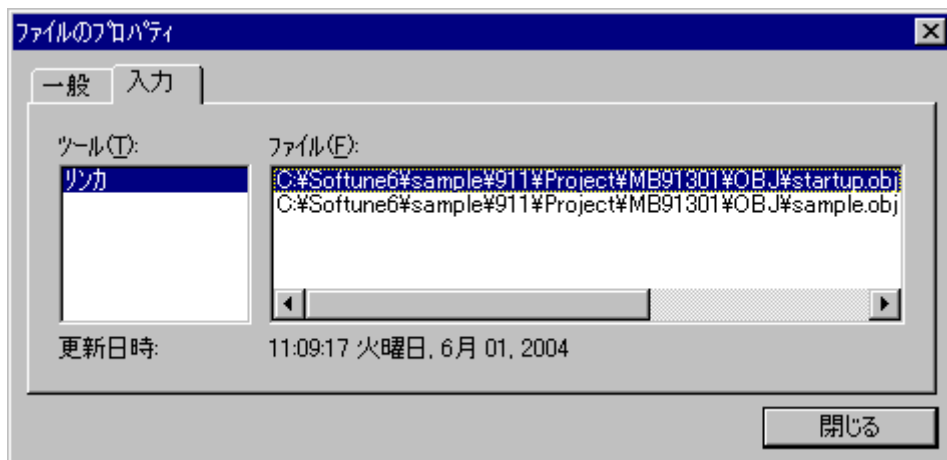 ファイルのプロパティ
一般 入力
ツール(T): ファイル(F):
リンカ
C:¥Softune6¥sample¥911¥Project¥MB91301¥OBJ¥startup.obj
C:¥Softune6¥sample¥911¥Project¥MB91301¥OBJ¥sample.obj
更新日時: 11:09:17 火曜日, 6月 01, 2004
閉じる